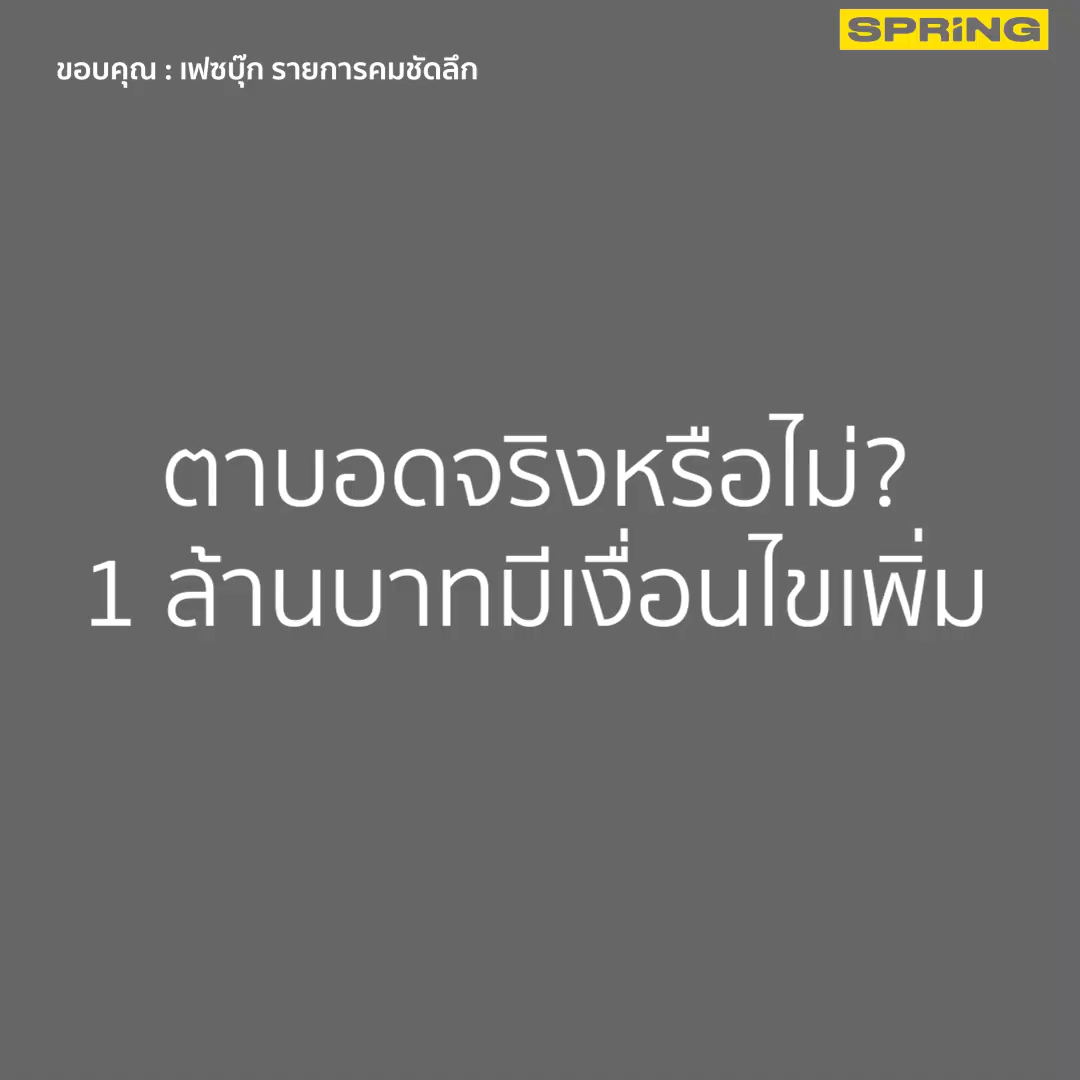 SPRiNG
ขอบคุณ : เฟซบุ๊ก รายการคมชัดลึก
ตาบอดจริงหรือไม่?
1 ล้านบาทมีเงื่อนไขเพิ่ม